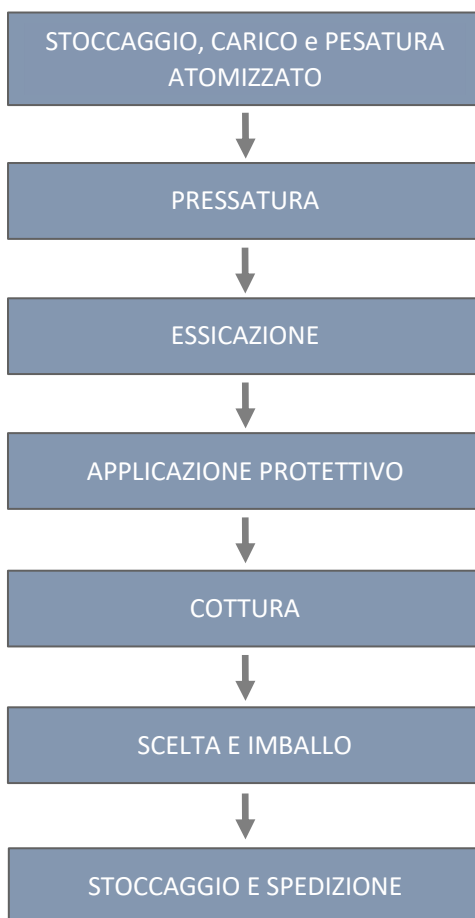 STOCCAGGIO, CARICO e PESATURA
ATOMIZZATO
PRESSATURA
ESSICAZIONE
APPLICAZIONE PROTETTIVO
COTTURA
SCELTA E IMBALLO
STOCCAGGIO E SPEDIZIONE